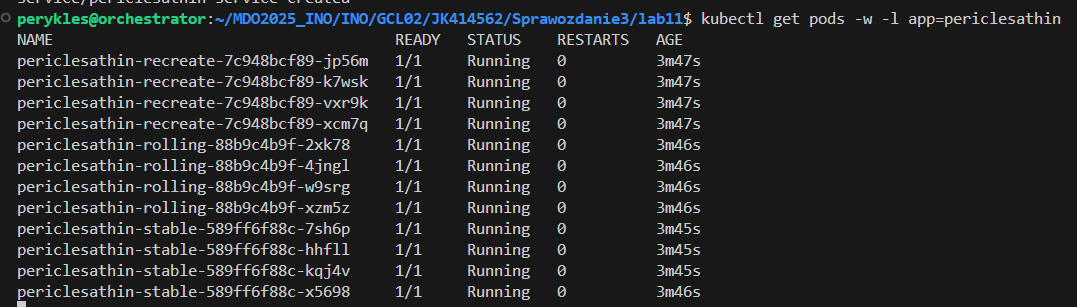 service/periclesathin-service created
perykles@orchestrator:~/MDO2025_INO/INO/GCL02/JK414562/Sprawozdanie3/lab11$ kubectl get pods -w -l app=periclesathin
NAME READY STATUS RESTARTS AGE
periclesathin-recreate-7c948bcf89-jp56m 1/1 Running 0 3m47s
periclesathin-recreate-7c948bcf89-k7wsk 1/1 Running 0 3m47s
periclesathin-recreate-7c948bcf89-vxr9k 1/1 Running 0 3m47s
periclesathin-recreate-7c948bcf89-xcm7q 1/1 Running 0 3m47s
periclesathin-rolling-88b9c4b9f-2xk78 1/1 Running 0 3m46s
periclesathin-rolling-88b9c4b9f-4jngl 1/1 Running 0 3m46s
periclesathin-rolling-88b9c4b9f-w9srg 1/1 Running 0 3m46s
periclesathin-rolling-88b9c4b9f-xzm5z 1/1 Running 0 3m46s
periclesathin-stable-589ff6f88c-7sh6p 1/1 Running 0 3m45s
periclesathin-stable-589ff6f88c-hhfll 1/1 Running 0 3m45s
periclesathin-stable-589ff6f88c-kqj4v 1/1 Running 0 3m45s
periclesathin-stable-589ff6f88c-x5698 1/1 Running 0 3m46s